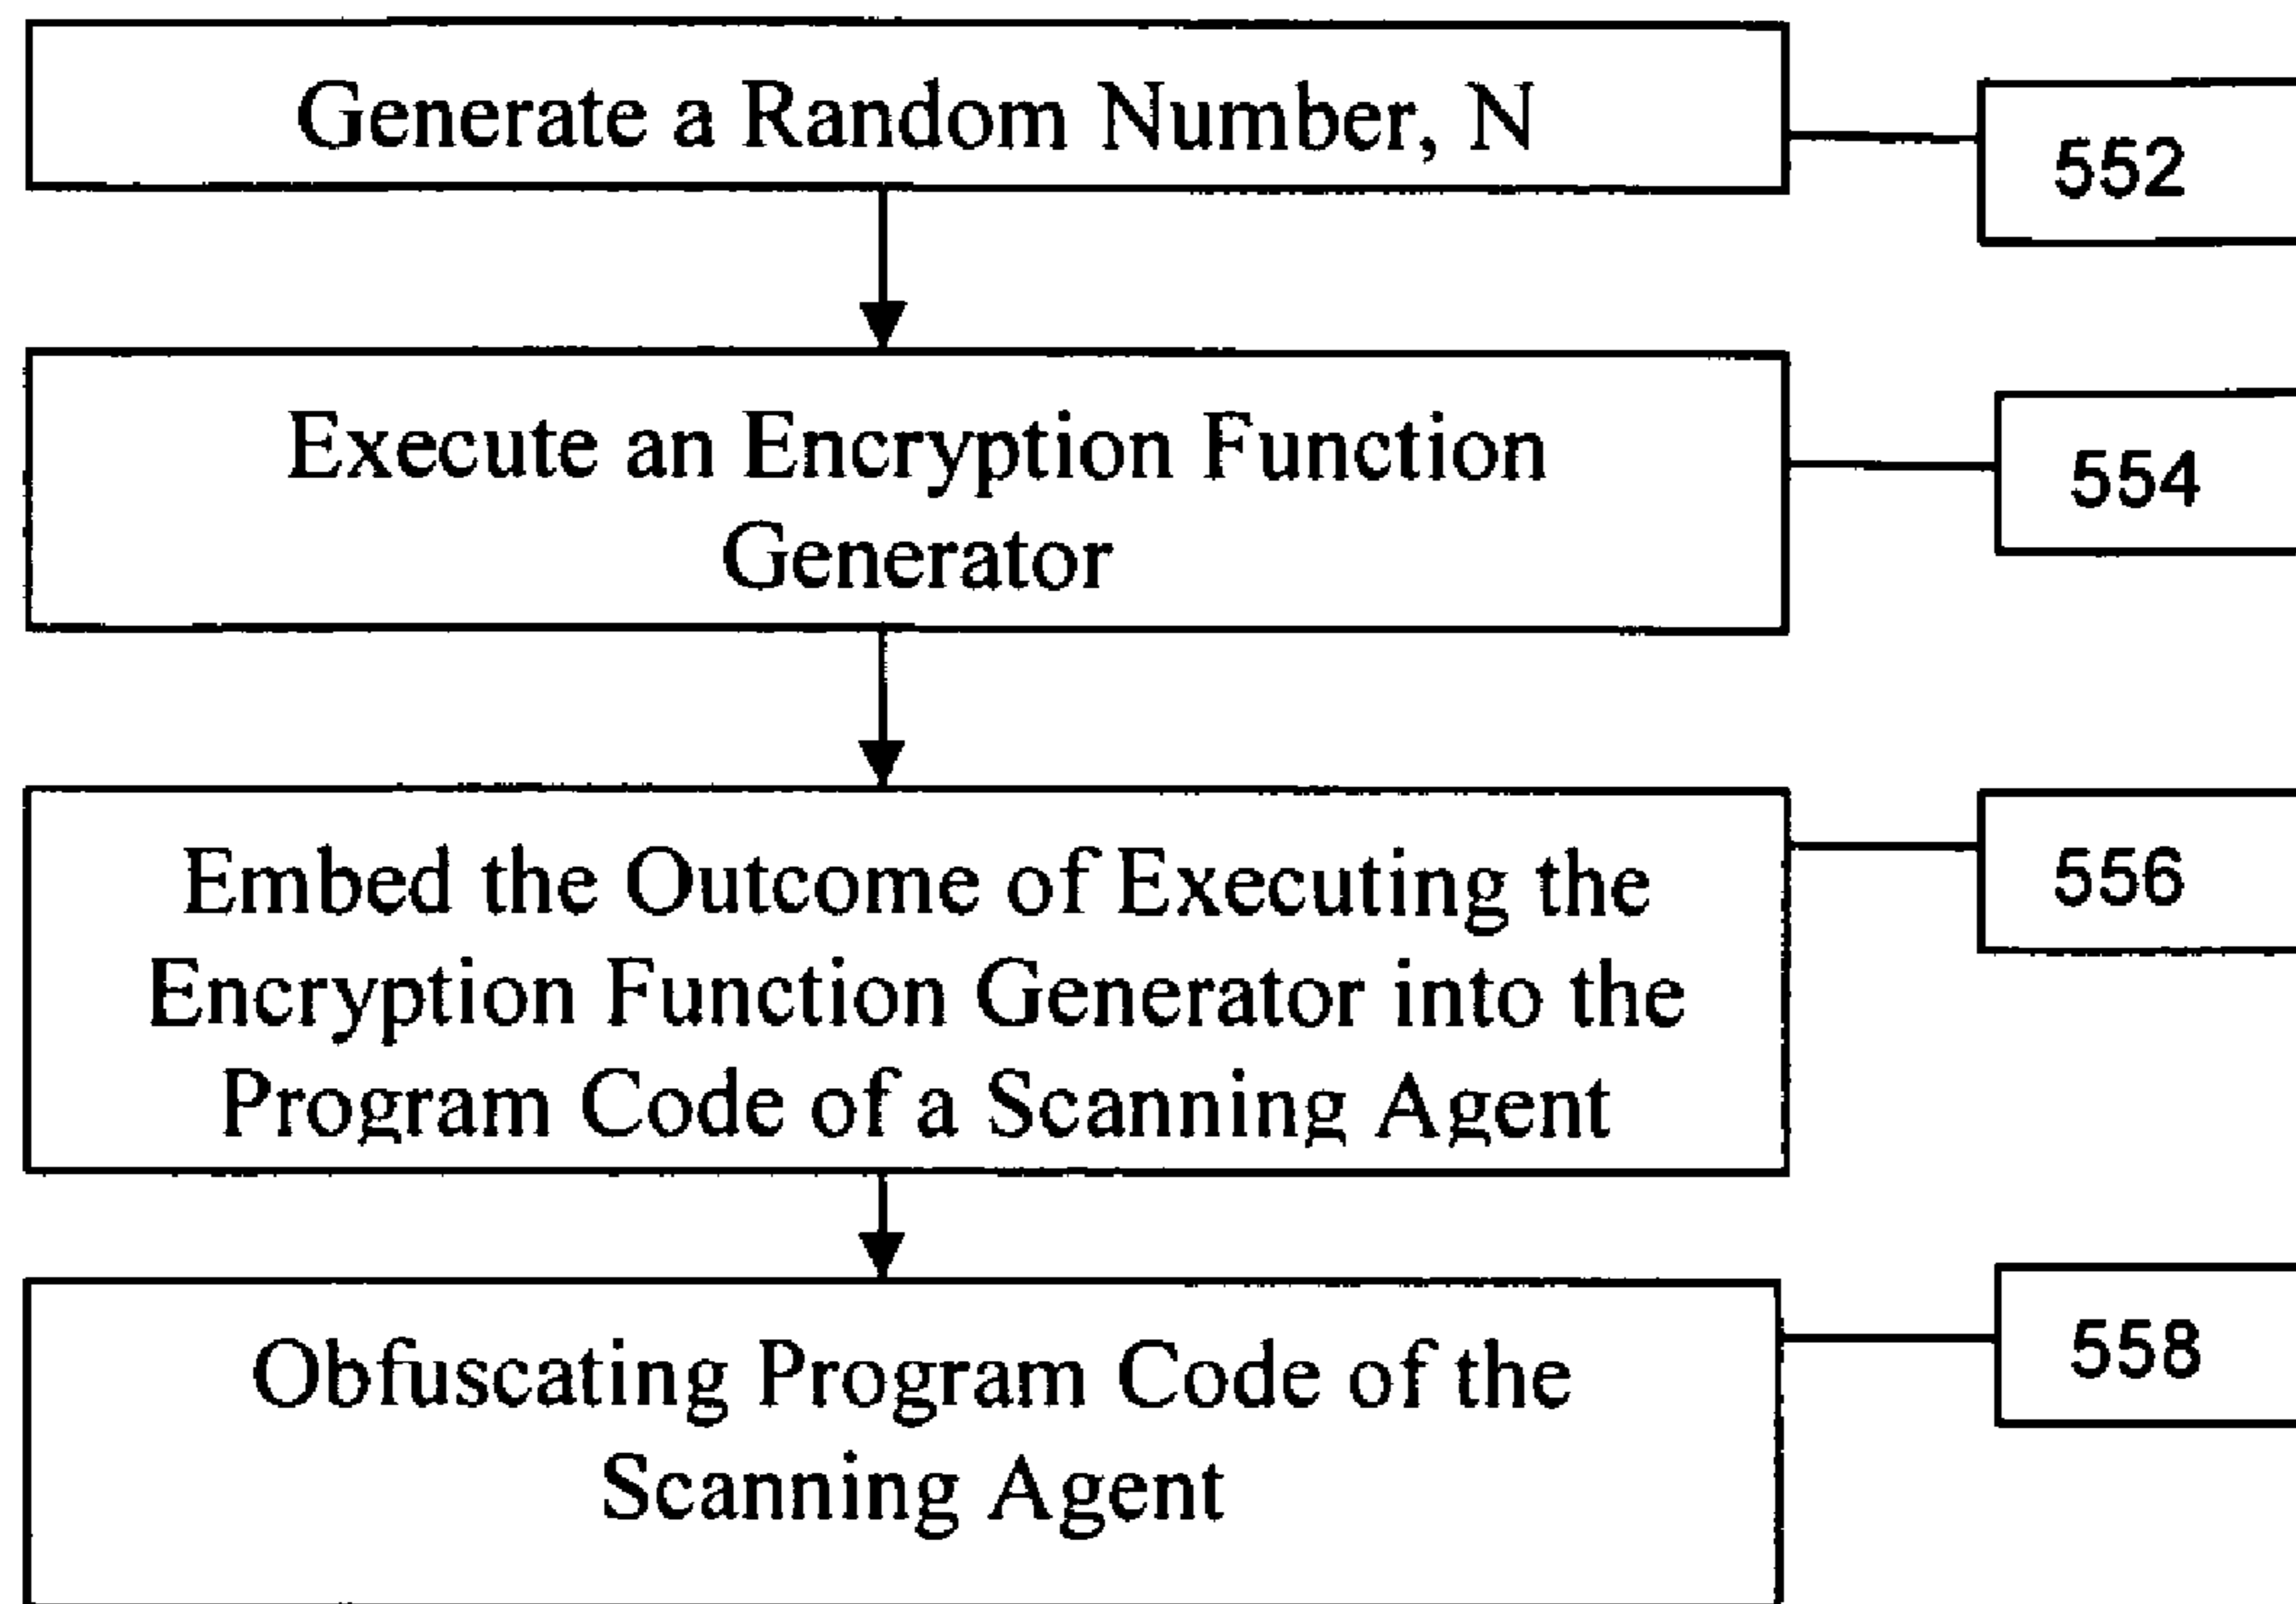 Generate a Random Number, N
552
Execute an Encryption Function
Generator
554
Embed the Outcome of Executing the
Encryption Function Generator into the
Program Code of a Scanning Agent
556
Obfuscating Program Code of the
Scanning Agent
558